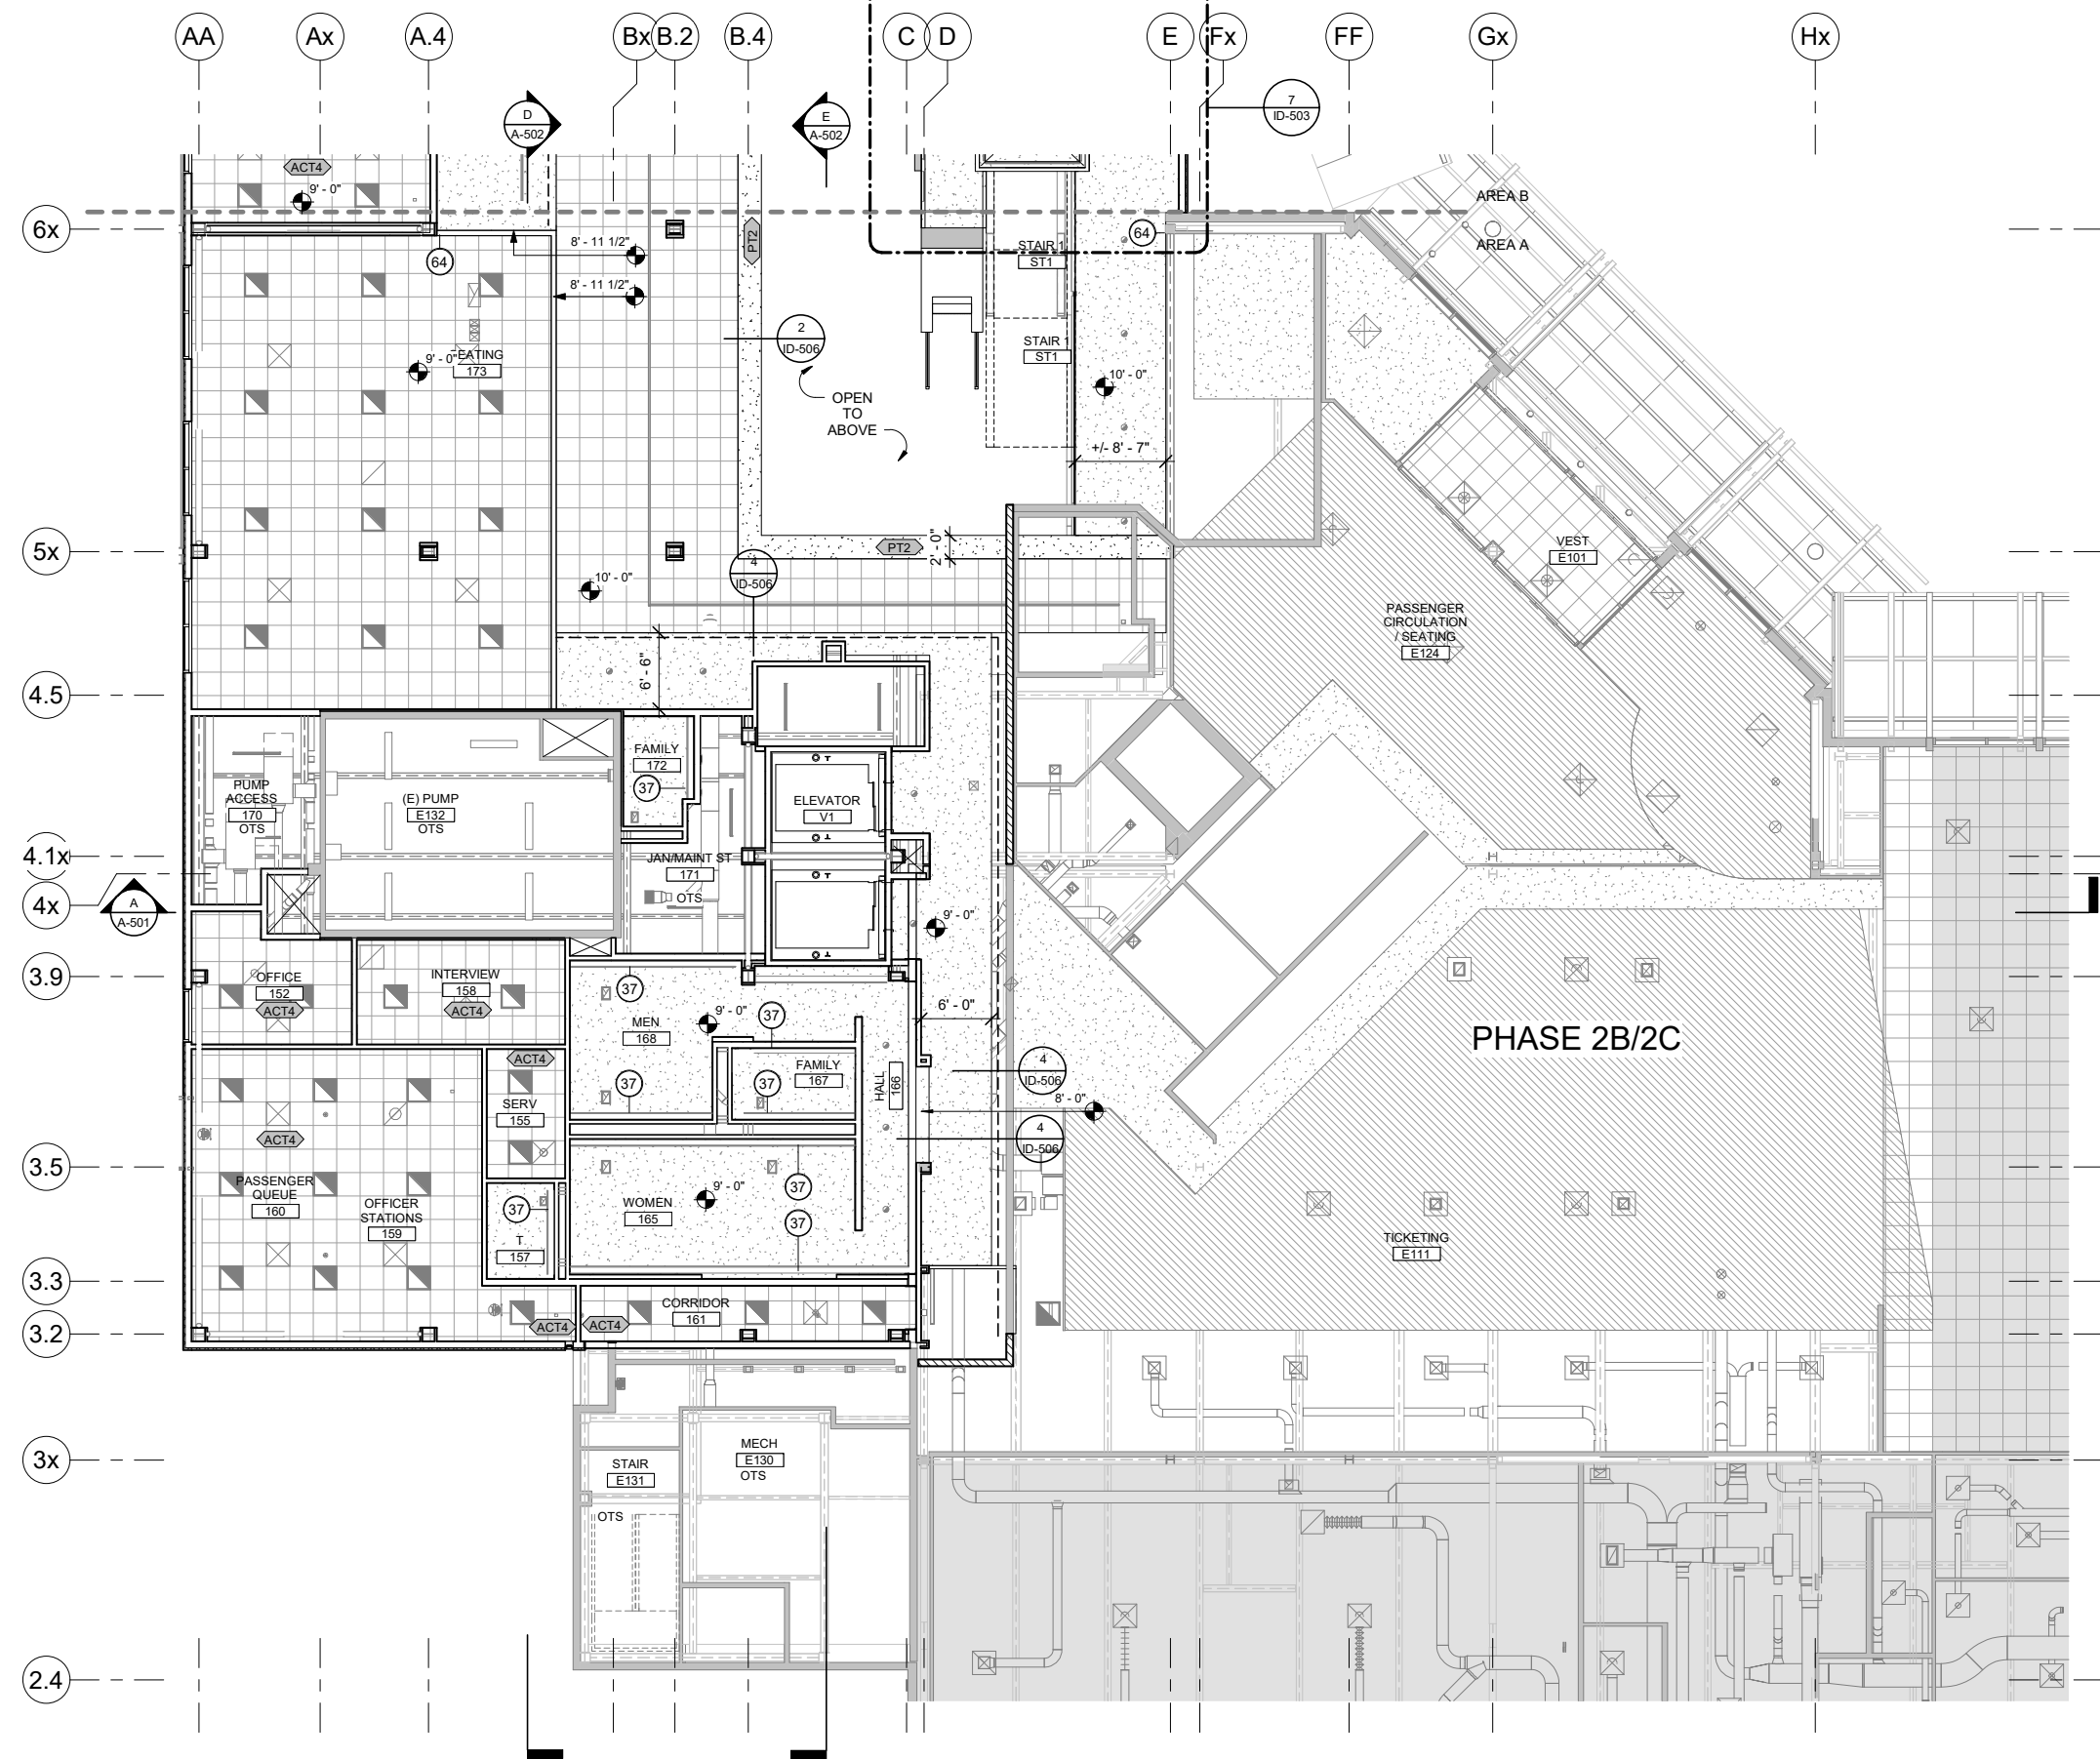 AA
Ax
A.4
Bx
B.2
B.4
C
D
E
Fx
FF
Gx
Hx
D
A-502
E
A-502
7
ID-503
ACT4
9' - 0"
PT2
AREA B
AREA A
6x
64
8' - 11 1/2"
8' - 11 1/2"
64
STAIR 1
ST1
2
ID-506
STAIR 1
ST1
9' - 0"
EATING
173
10' - 0"
OPEN
TO
ABOVE
+/- 8' - 7"
5x
PT2
2' - 0"
4
ID-506
10' - 0"
VEST
E101
PASSENGER
CIRCULATION
/ SEATING
E124
6' - 6"
4.5
FAMILY
172
37
PUMP
ACCESS
170
OTS
(E) PUMP
E132
OTS
ELEVATOR
V1
4.1x
JAN/MAINT ST
171
OTS
4x
A
A-501
9' - 0"
3.9
OFFICE
152
ACT4
INTERVIEW
158
ACT4
37
6' - 0"
MEN
168
9' - 0"
37
PHASE 2B/2C
ACT4
37
FAMILY
167
37
HALL
166
4
ID-506
8' - 0"
SERV
155
ACT4
4
ID-506
3.5
PASSENGER
QUEUE
160
OFFICER
STATIONS
159
37
T
157
WOMEN
165
9' - 0"
37
37
TICKETING
E111
3.3
CORRIDOR
161
ACT4
ACT4
3.2
3x
STAIR
E131
OTS
MECH
E130
OTS
2.4